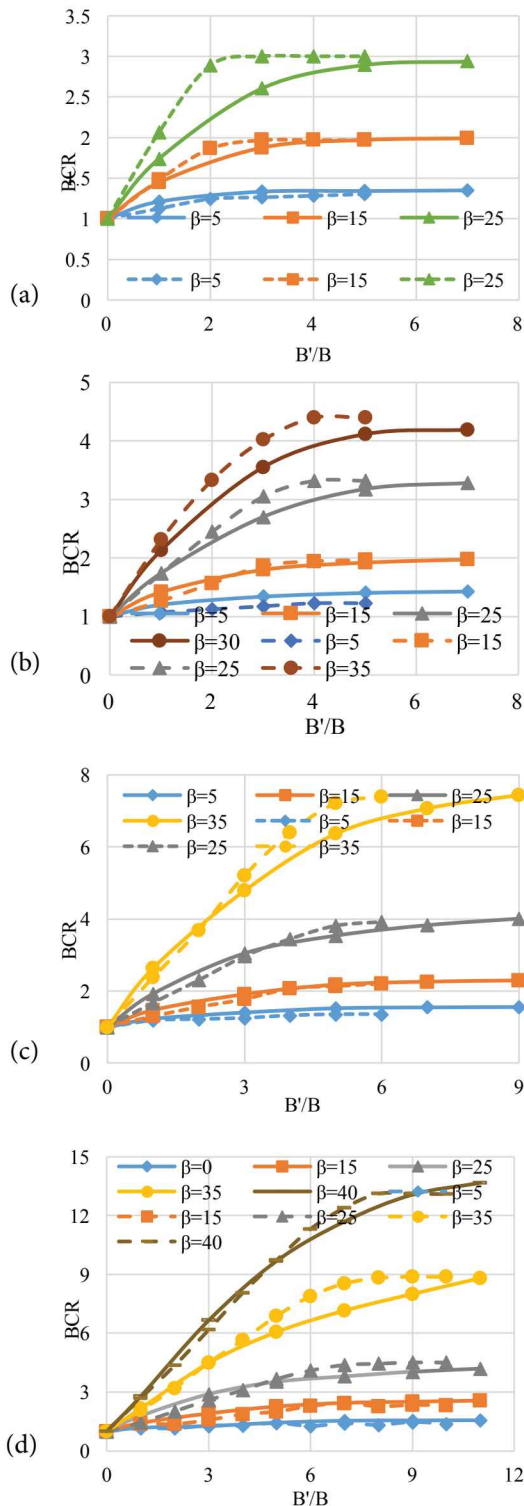 3.5
3
2.5
2
1.5
1
0.5
0
BCR
β=5 β=15 β=25
β=5 β=15 β=25
(a)
0 2 4 6 8
B'/B
5
4
3
2
1
0
BCR
β=5 β=15 β=25
β=30 β=5 β=15
β=25 β=35
(b)
0 2 4 6 8
B'/B
8
6
4
2
0
BCR
β=5 β=15 β=25
β=35 β=5 β=15
β=25 β=35
(c)
0 3 6 9
B'/B
15
12
9
6
3
0
BCR
β=0 β=15 β=25
β=35 β=40 β=5
β=15 β=25 β=35
β=40
(d)
0 3 6 9 12
B'/B